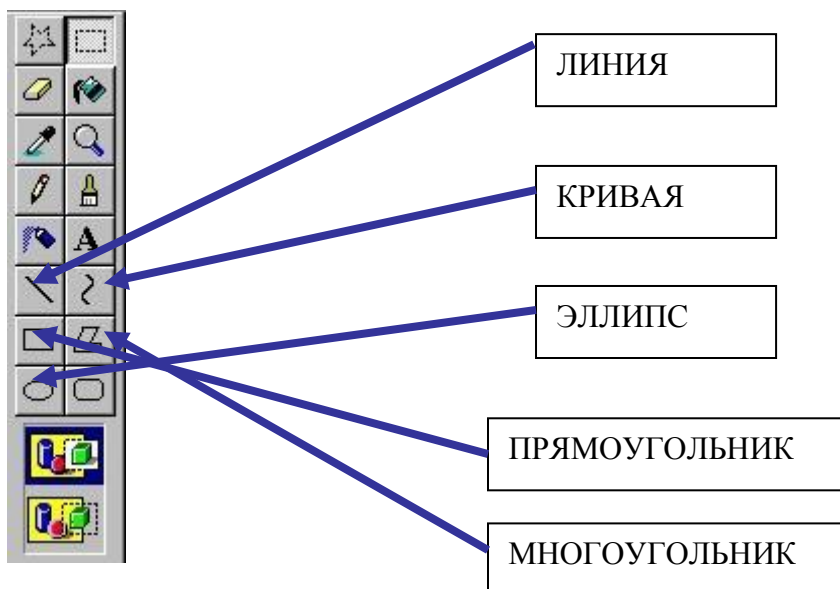 ЛИНИЯ
КРИВАЯ
A
ЭЛЛИПС
ПРЯМОУГОЛЬНИК
МНОГОУГОЛЬНИК